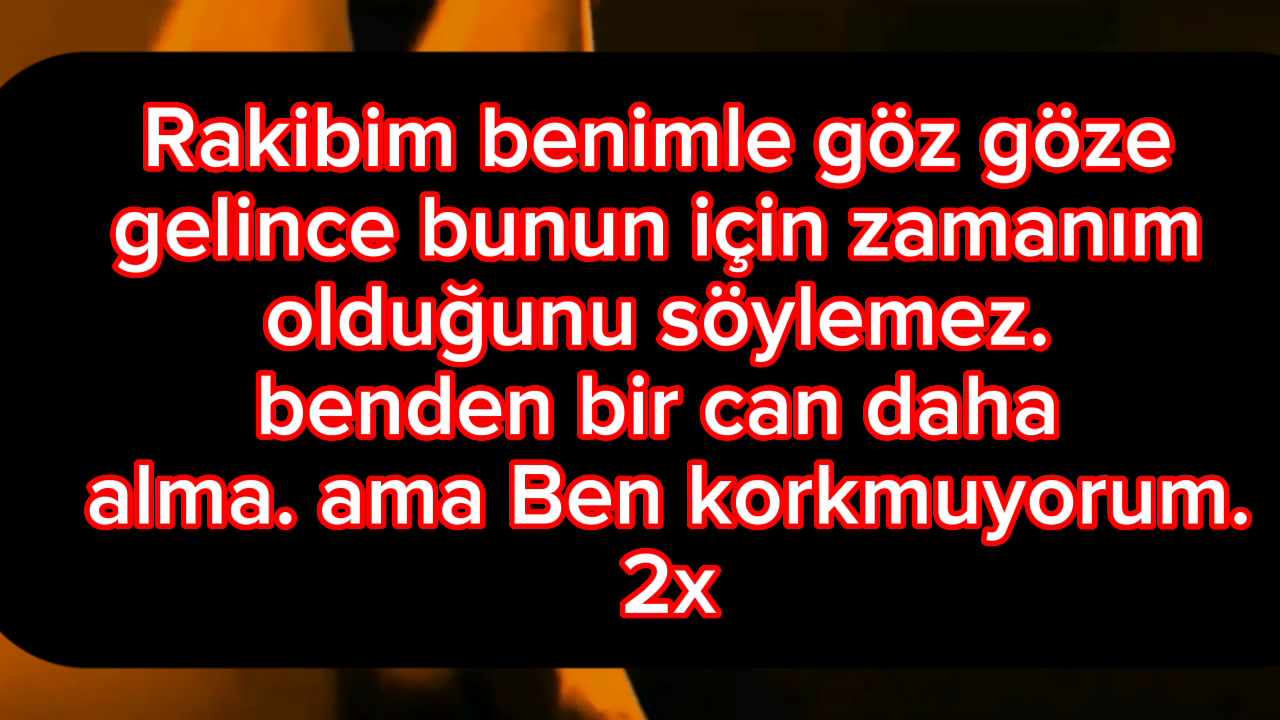 Rakibim benimle göz göze
gelince bunun için zamanım
olduğunu söylemez.
benden bir can daha
alma. ama Ben korkmuyorum.
2x